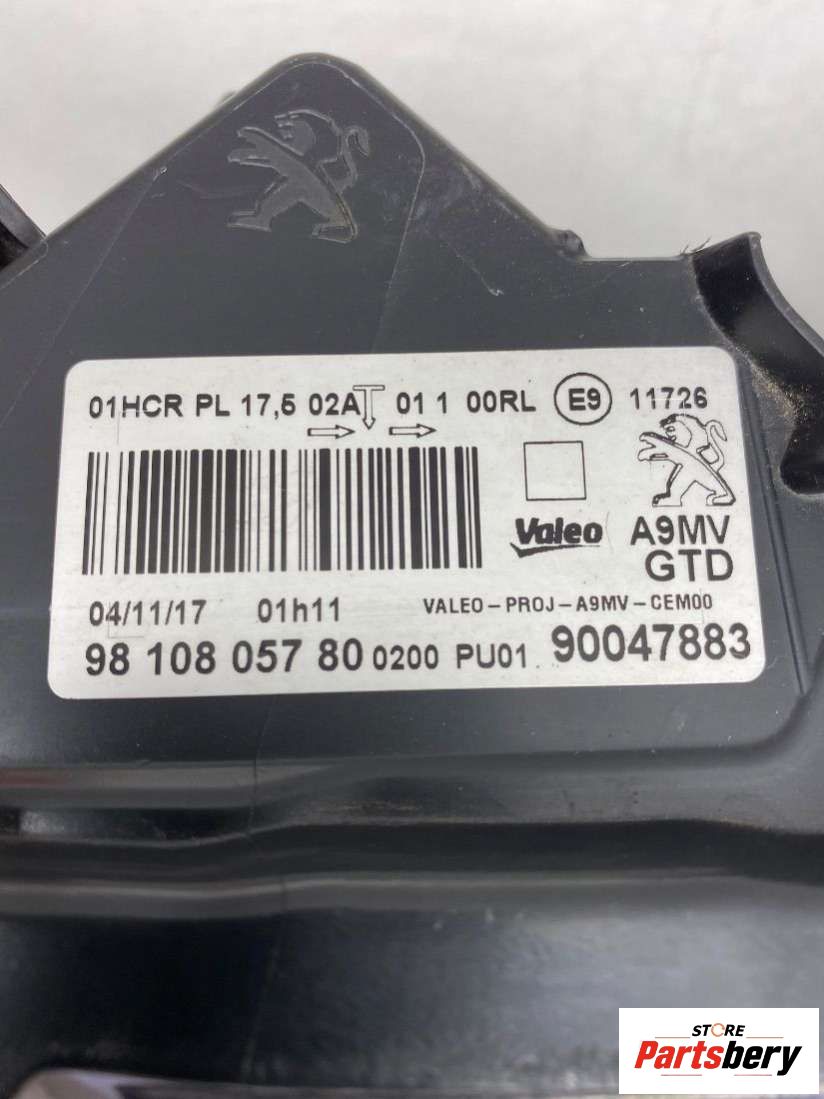 01HCR PL 17,5 02A 01 1 00RL E9 11726
Valeo
A9MV
GTD
04/11/17 01h11 VALEO-PROJ-A9MV-CEM00
98 108 057 80 0200 PU01 90047883
STORE
Partsbery